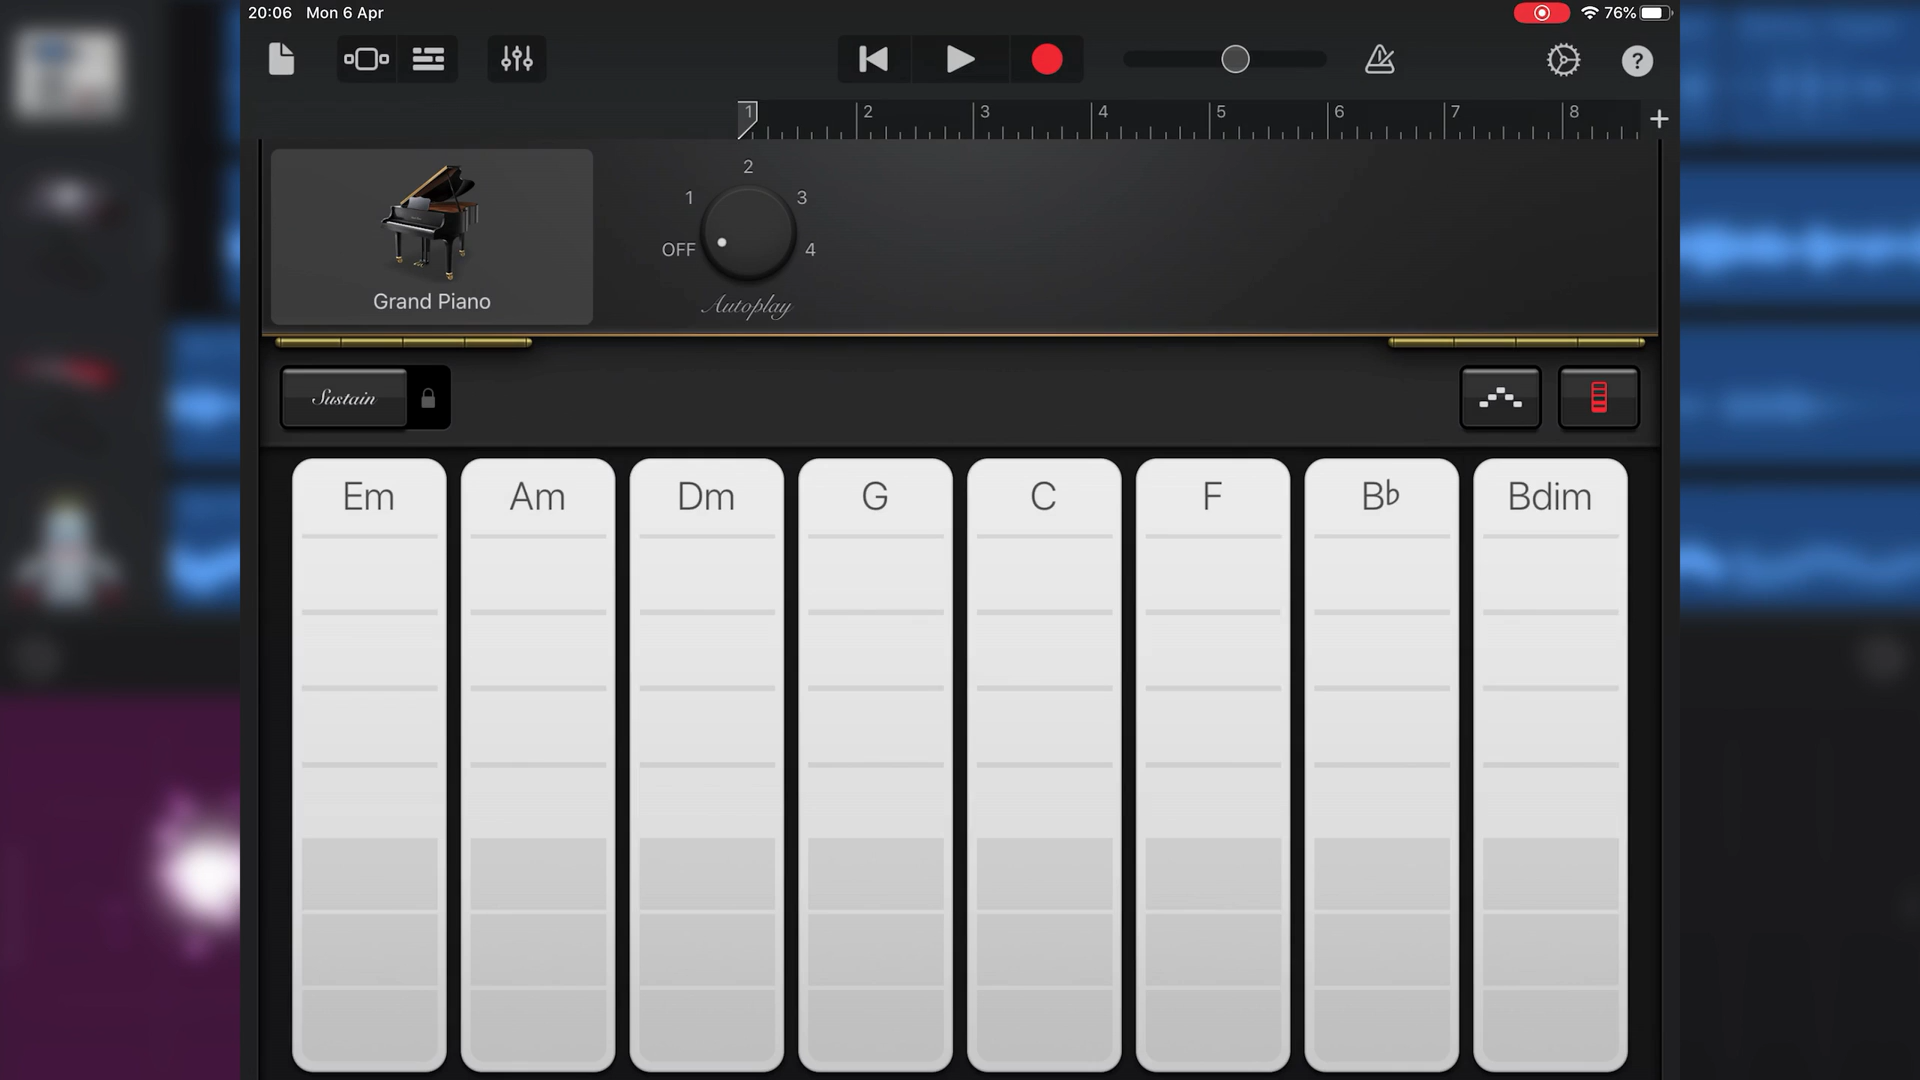 20:06 Mon 6 Apr
76%
?
1 2 3 4 5 6 7 8 +
Grand Piano
OFF 1 2 3 4
Autoplay
Sustain
Em Am Dm G C F B♭ Bdim